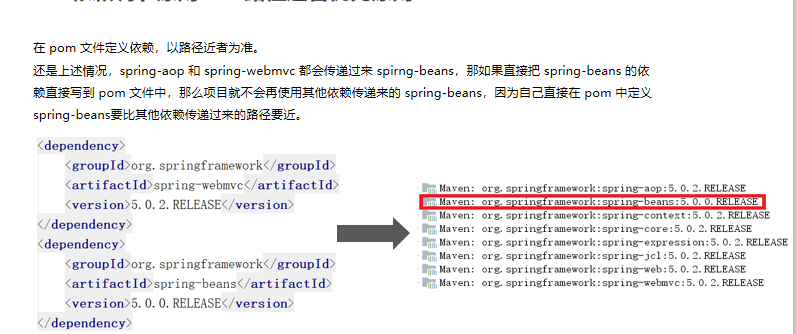 在 pom 文件定义依赖，以路径近者为准。
还是上述情况，spring-aop 和 spring-webmvc 都会传递过来 spirng-beans，那如果直接把 spring-beans 的依
赖直接写到 pom 文件中，那么项目就不会再使用其他依赖传递来的 spring-beans，因为自己直接在 pom 中定义
spring-beans要比其他依赖传递过来的路径要近。
<dependency>
<groupId>org.springframework</groupId>
<artifactId>spring-webmvc</artifactId>
<version>5.0.2.RELEASE</version>
</dependency>
<dependency>
<groupId>org.springframework</groupId>
<artifactId>spring-beans</artifactId>
<version>5.0.0.RELEASE</version>
</dependency>
Maven: org.springframework:spring-aop:5.0.2.RELEASE
Maven: org.springframework:spring-beans:5.0.0.RELEASE
Maven: org.springframework:spring-context:5.0.2.RELEASE
Maven: org.springframework:spring-core:5.0.2.RELEASE
Maven: org.springframework:spring-expression:5.0.2.RELEASE
Maven: org.springframework:spring-jcl:5.0.2.RELEASE
Maven: org.springframework:spring-web:5.0.2.RELEASE
Maven: org.springframework:spring-webmvc:5.0.2.RELEASE